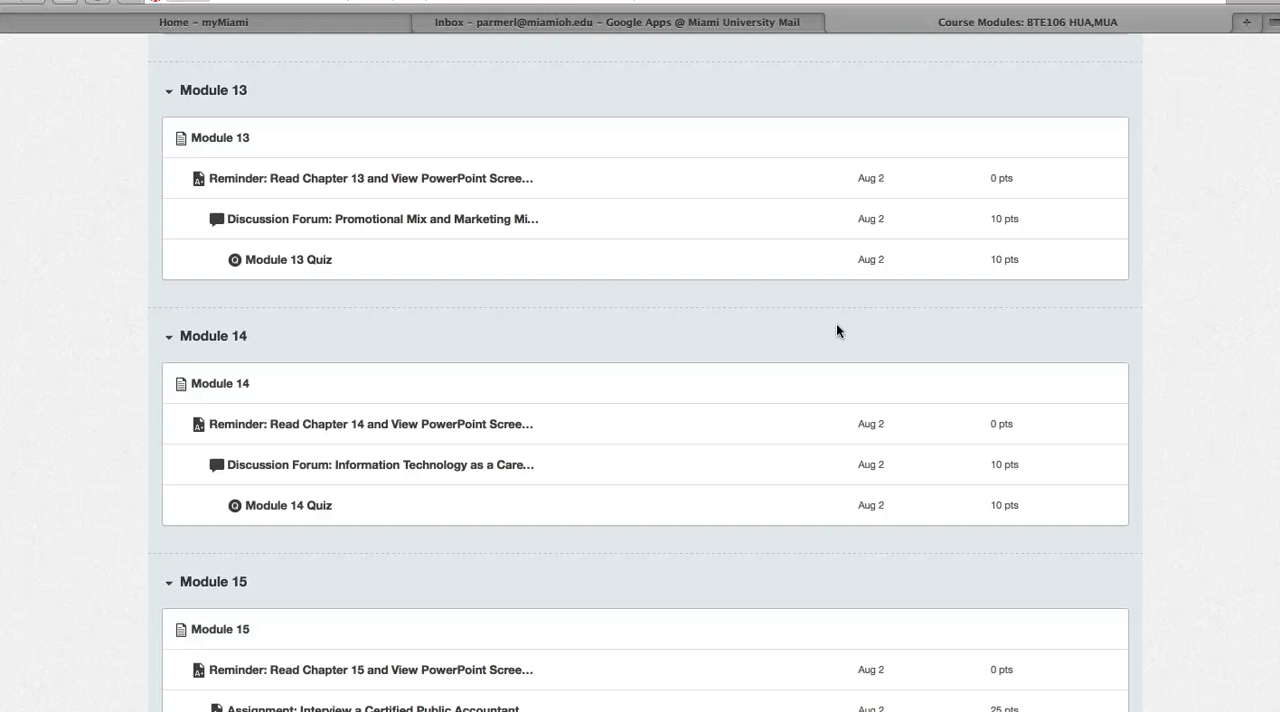 Home – myMiami
Inbox – parmerl@miamioh.edu – Google Apps @ Miami University Mail
Course Modules: BTE106 HUA,MUA
Module 13
Module 13
Reminder: Read Chapter 13 and View PowerPoint Scree... Aug 2 0 pts
Discussion Forum: Promotional Mix and Marketing Mi... Aug 2 10 pts
Module 13 Quiz Aug 2 10 pts
Module 14
Module 14
Reminder: Read Chapter 14 and View PowerPoint Scree... Aug 2 0 pts
Discussion Forum: Information Technology as a Care... Aug 2 10 pts
Module 14 Quiz Aug 2 10 pts
Module 15
Module 15
Reminder: Read Chapter 15 and View PowerPoint Scree... Aug 2 0 pts
Assignment: Interview a Certified Public Accountant Aug 2 25 pts